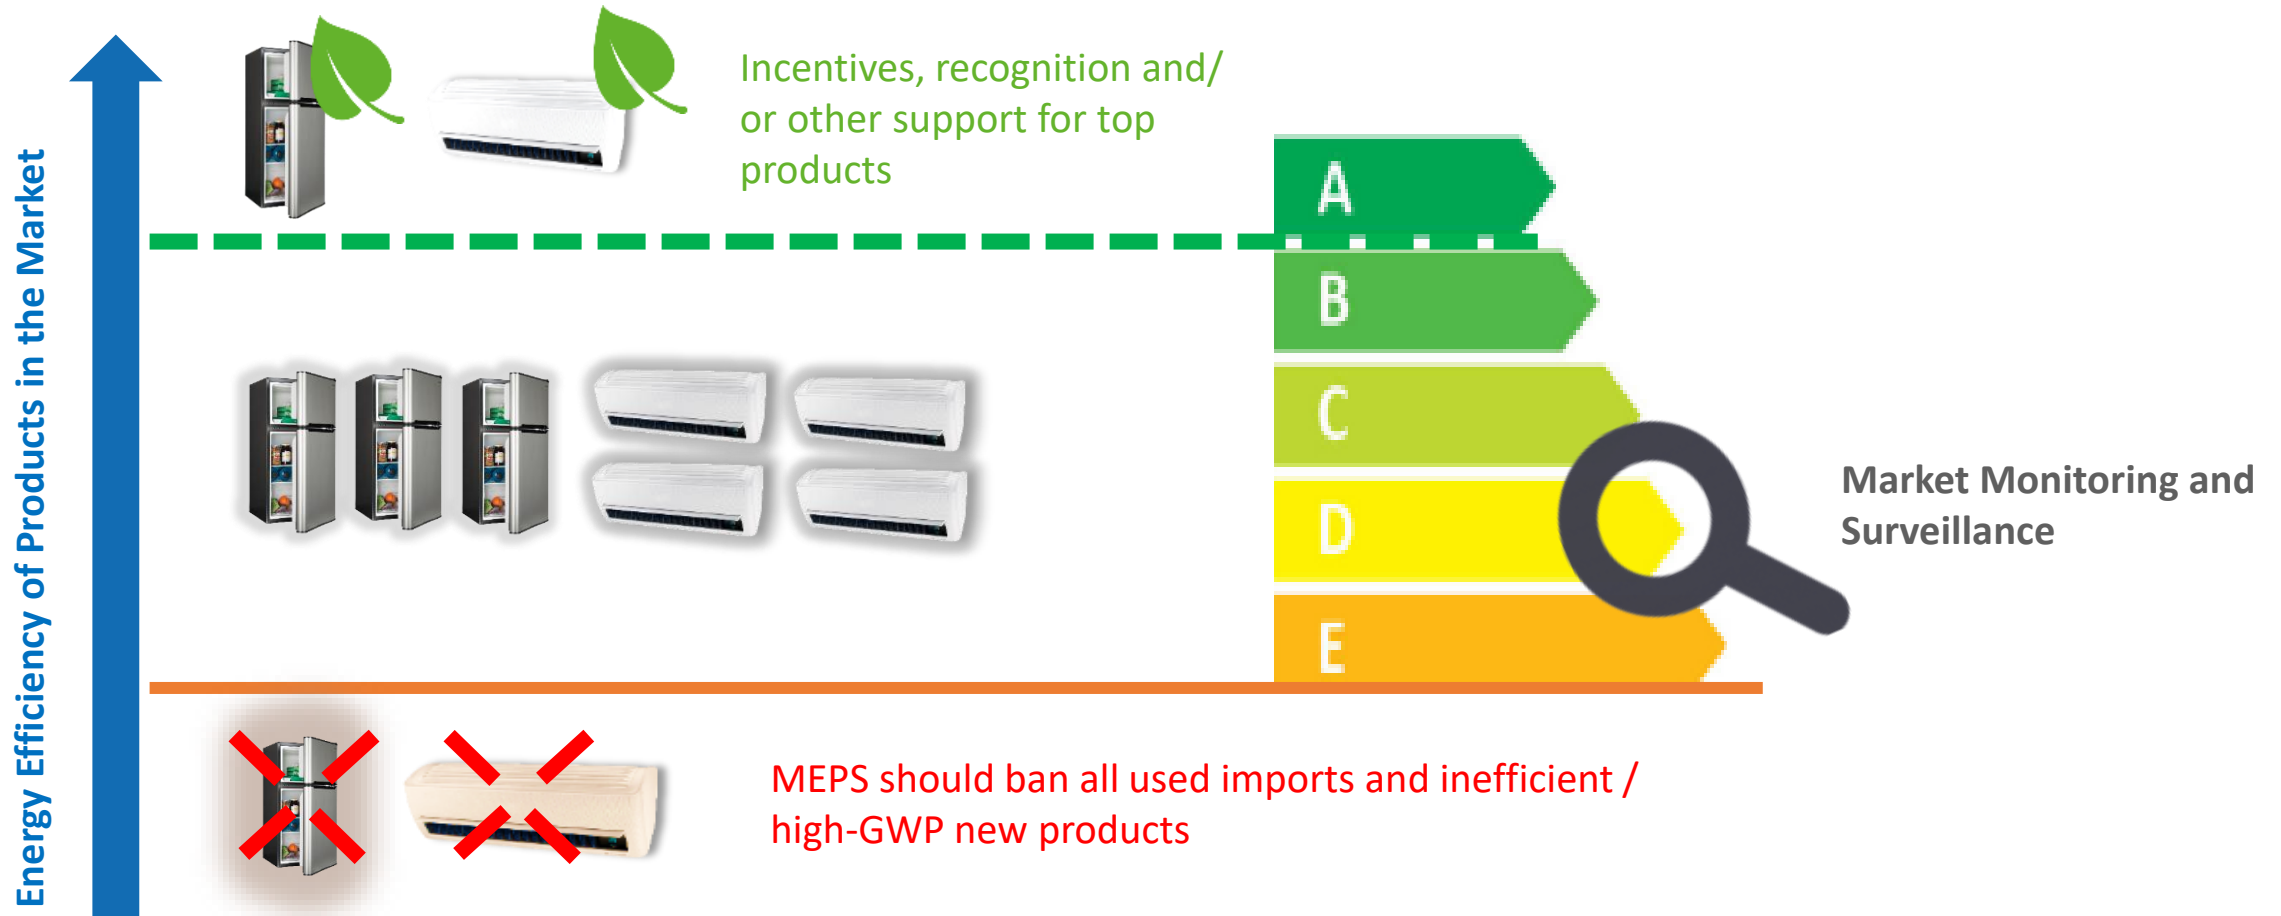 Energy Efficiency of Products in the Market
Incentives, recognition and/
or other support for top
products
A
B
C
D
E
Market Monitoring and
Surveillance
MEPS should ban all used imports and inefficient /
high-GWP new products